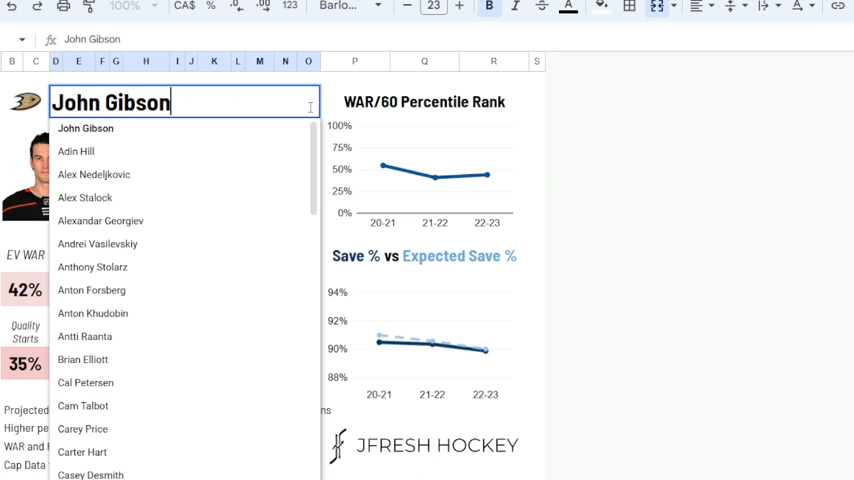 100%
CA$ % .0 .00 123
Barlo...
23
B I A
fx John Gibson
B C D E F G H I J K L M N O P Q R S
John Gibson
John Gibson
Adin Hill
Alex Nedeljkovic
Alex Stalock
Alexandar Georgiev
Andrei Vasilevskiy
Anthony Stolarz
Anton Forsberg
Anton Khudobin
Antti Raanta
Brian Elliott
Cal Petersen
Cam Talbot
Carey Price
Carter Hart
Casey Desmith
EV WAR
42%
Quality
Starts
35%
Projected
Higher pe
WAR and
Cap Data
ns
WAR/60 Percentile Rank
100%
75%
50%
25%
0%
20-21 21-22 22-23
Save % vs Expected Save %
94%
92%
90%
88%
20-21 21-22 22-23
JFRESH HOCKEY